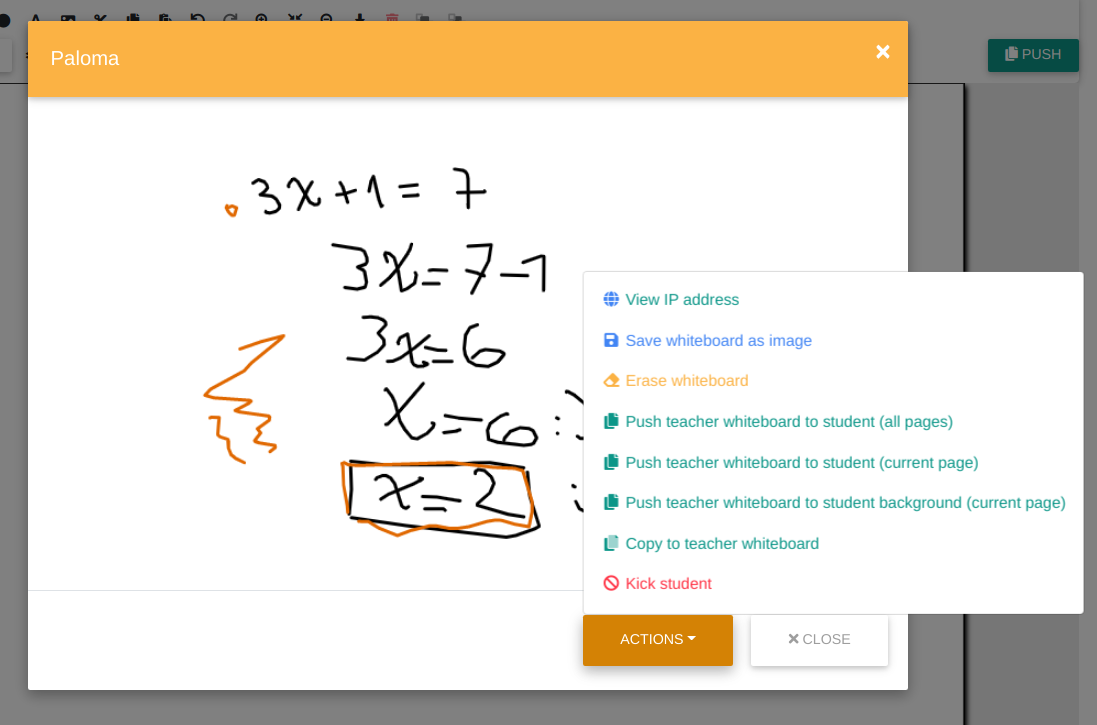 PUSH
Paloma
3x+1=7
3x=7-1
3x=6
x=6:
x=2
View IP address
Save whiteboard as image
Erase whiteboard
Push teacher whiteboard to student (all pages)
Push teacher whiteboard to student (current page)
Push teacher whiteboard to student background (current page)
Copy to teacher whiteboard
Kick student
ACTIONS
CLOSE